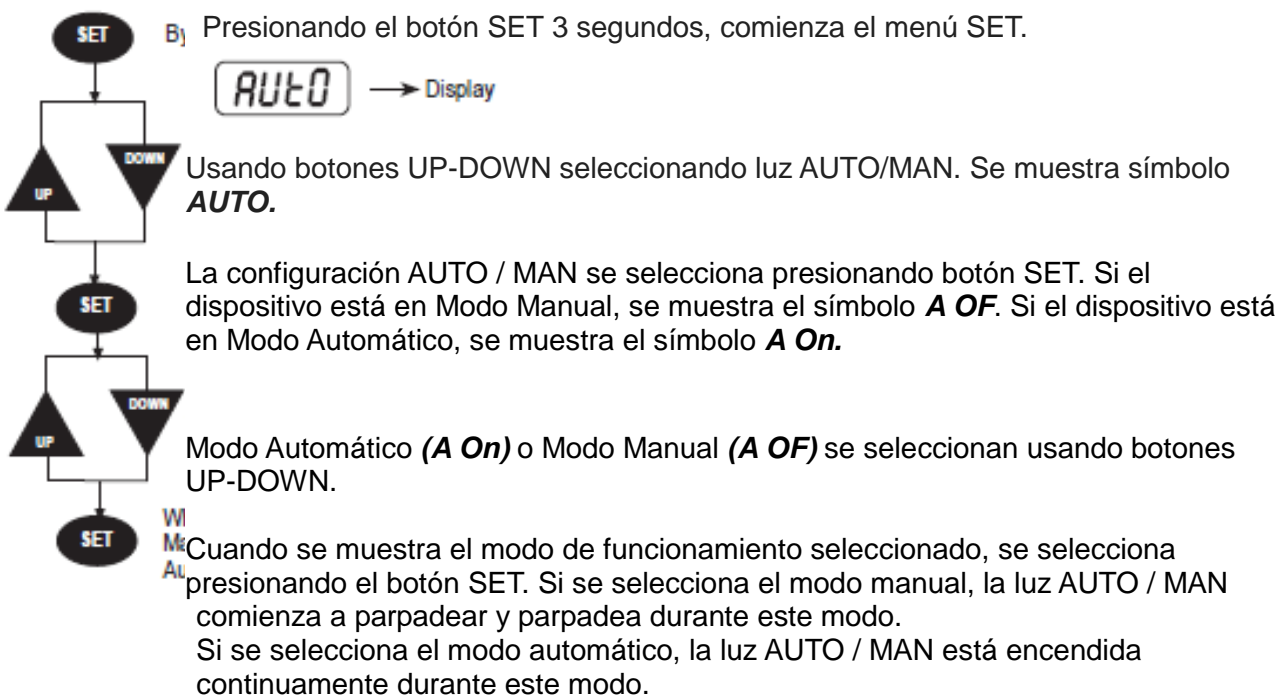 SET
By Presionando el botón SET 3 segundos, comienza el menú SET.
AUtO
Display
DOWN
UP
Usando botones UP-DOWN seleccionando luz AUTO/MAN. Se muestra símbolo
AUTO.
La configuración AUTO / MAN se selecciona presionando botón SET. Si el
SET
dispositivo está en Modo Manual, se muestra el símbolo A OF. Si el dispositivo está
en Modo Automático, se muestra el símbolo A On.
DOWN
UP
Modo Automático (A On) o Modo Manual (A OF) se seleccionan usando botones
UP-DOWN.
SET
Cuando se muestra el modo de funcionamiento seleccionado, se selecciona
presionando el botón SET. Si se selecciona el modo manual, la luz AUTO / MAN
comienza a parpadear y parpadea durante este modo.
Si se selecciona el modo automático, la luz AUTO / MAN está encendida
continuamente durante este modo.